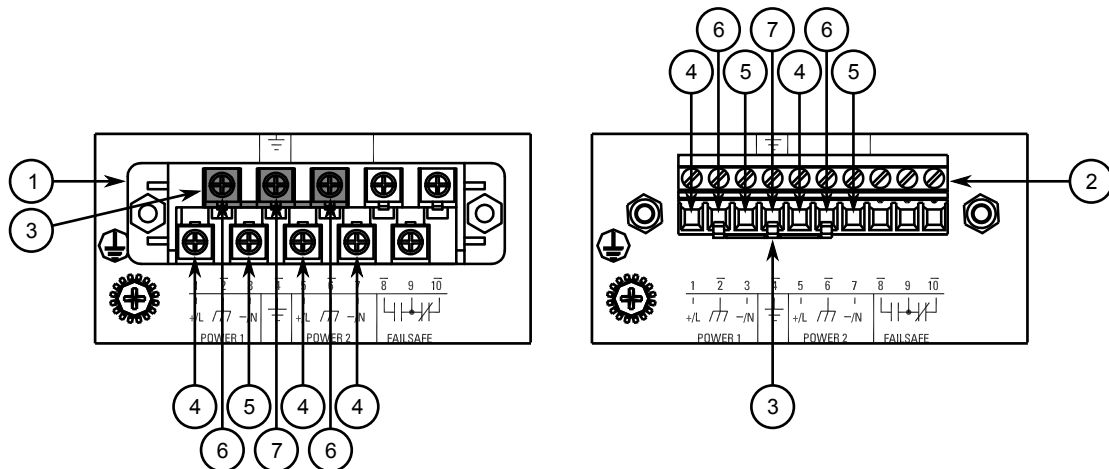 6 7 6
4 5 4 5
1
2
3
1 2 3 4 5 6 7 8 9 10
+/L −/N +/L −/N
POWER 1 POWER 2 FAILSAFE
1 2 3 4 5 6 7 8 9 10
+/L −/N +/L −/N
POWER 1 POWER 2 FAILSAFE
4 5 4 4
3
6 7 6